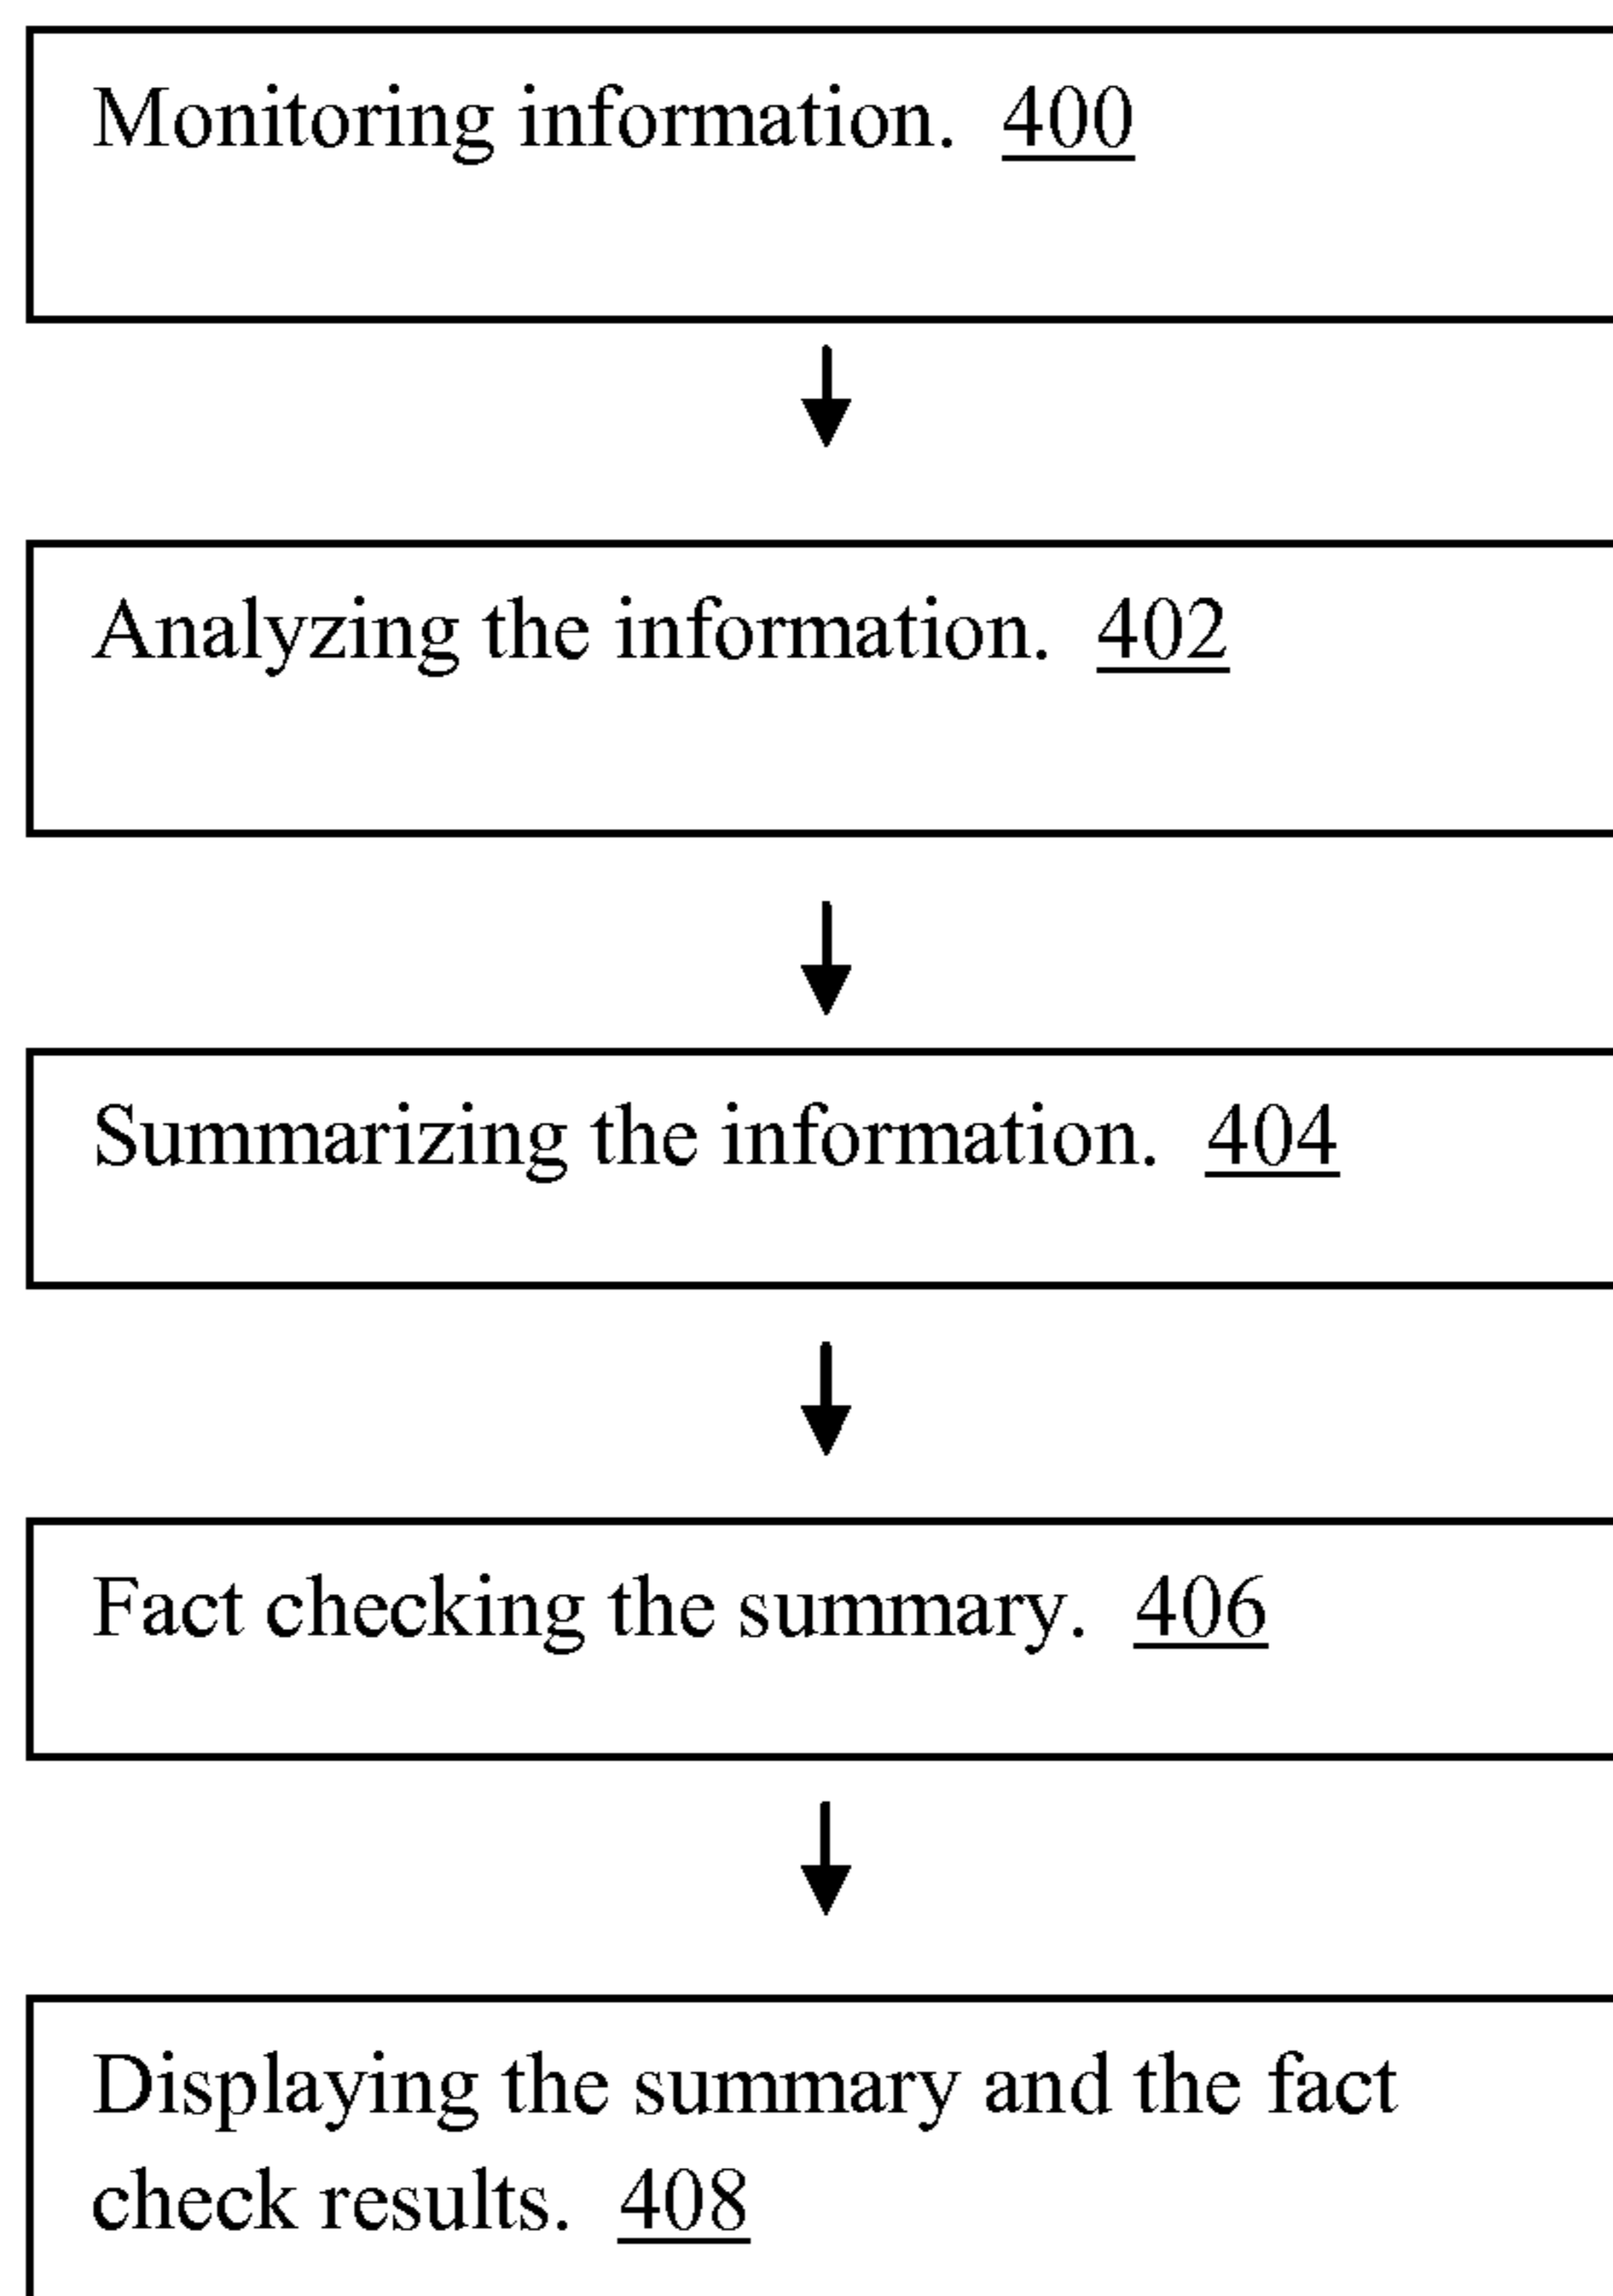 Monitoring information. 400
Analyzing the information. 402
Summarizing the information. 404
Fact checking the summary. 406
Displaying the summary and the fact
check results. 408